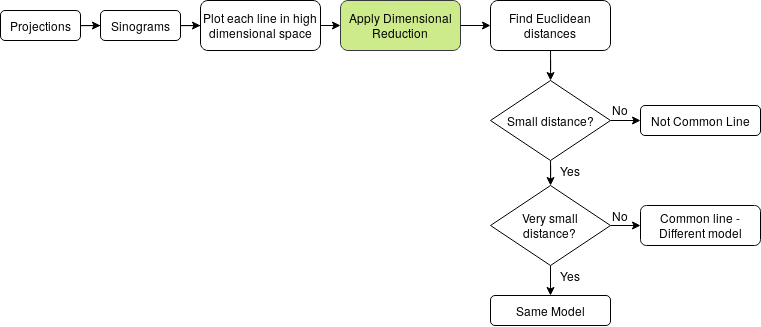 Projections
Sinograms
Plot each line in high
dimensional space
Apply Dimensional
Reduction
Find Euclidean
distances
Small distance?
No
Not Common Line
Yes
Very small
distance?
No
Common line -
Different model
Yes
Same Model